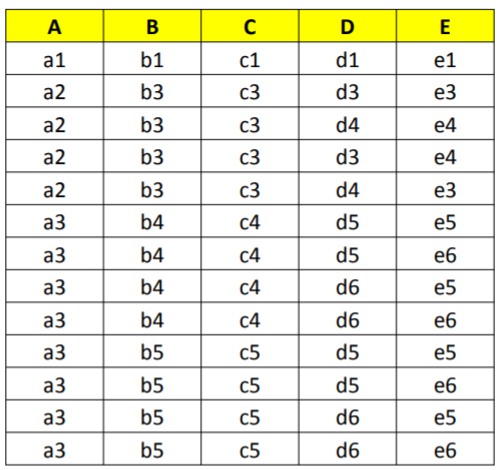 A B C D E
a1 b1 c1 d1 e1
a2 b3 c3 d3 e3
a2 b3 c3 d4 e4
a2 b3 c3 d3 e4
a2 b3 c3 d4 e3
a3 b4 c4 d5 e5
a3 b4 c4 d5 e6
a3 b4 c4 d6 e5
a3 b4 c4 d6 e6
a3 b5 c5 d5 e5
a3 b5 c5 d5 e6
a3 b5 c5 d6 e5
a3 b5 c5 d6 e6